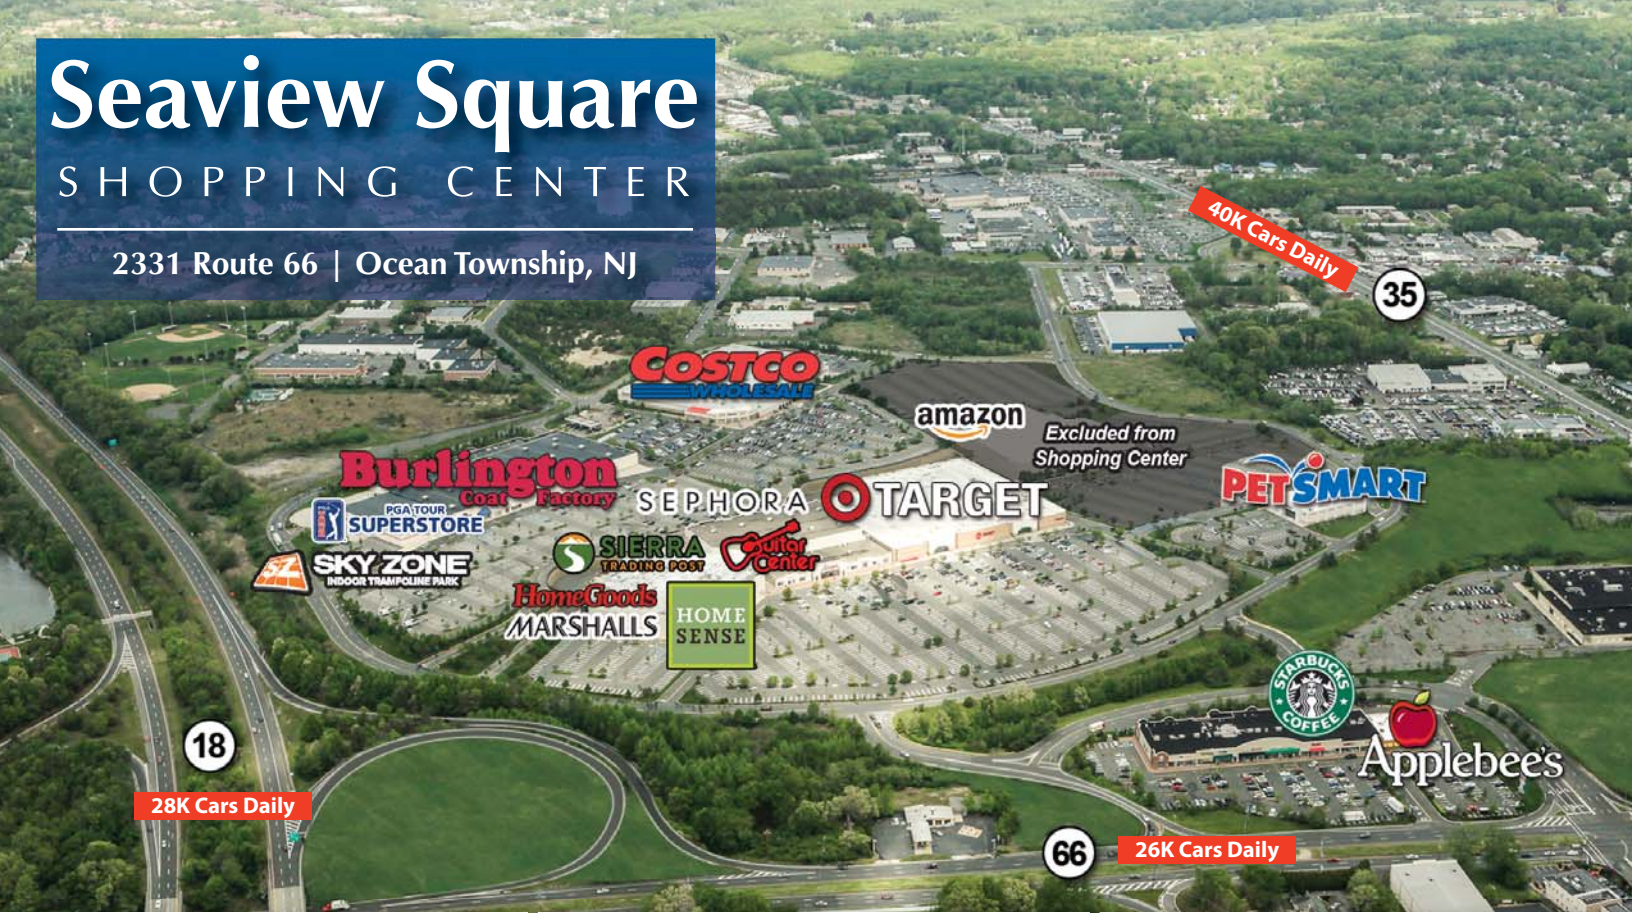 Seaview Square
SHOPPING CENTER
2331 Route 66 | Ocean Township, NJ
40K Cars Daily
35
COSTCO
WHOLESALE
amazon
Excluded from
Shopping Center
Burlington
Coat Factory
PETSMART
SEPHORA
TARGET
PGA TOUR
SUPERSTORE
SIERRA
TRADING POST
Guitar
Center
SZ
SKY ZONE
INDOOR TRAMPOLINE PARK
HomeGoods
MARSHALLS
HOME
SENSE
STARBUCKS
COFFEE
Applebee's
18
28K Cars Daily
66
26K Cars Daily